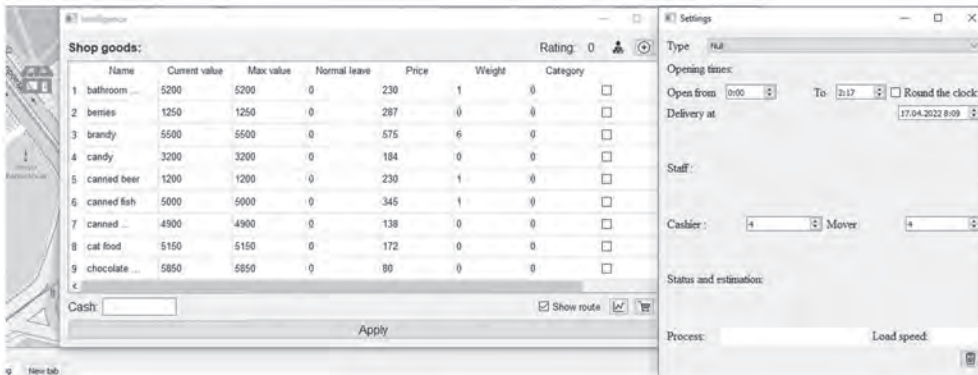 Intelligence
Shop goods:
Rating: 0
Name Current value Max value Normal leave Price Weight Category
1 bathroom ... 5200 5200 0 230 1 0
2 berries 1250 1250 0 287 0 0
3 brandy 5500 5500 0 575 6 0
4 candy 3200 3200 0 184 0 0
5 canned beer 1200 1200 0 230 1 0
6 canned fish 5000 5000 0 345 1 0
7 canned ... 4900 4900 0 138 0 0
8 cat food 5150 5150 0 172 0 0
9 chocolate ... 5850 5850 0 80 0 0
Cash:
Show route
Apply
New tab
Settings
Type Null
Opening times:
Open from 0:00 To 2:17 Round the clock
Delivery at 17.04.2022 8:09
Staff :
Cashier : 4 Mover 4
Status and estimation:
Process: Load speed: